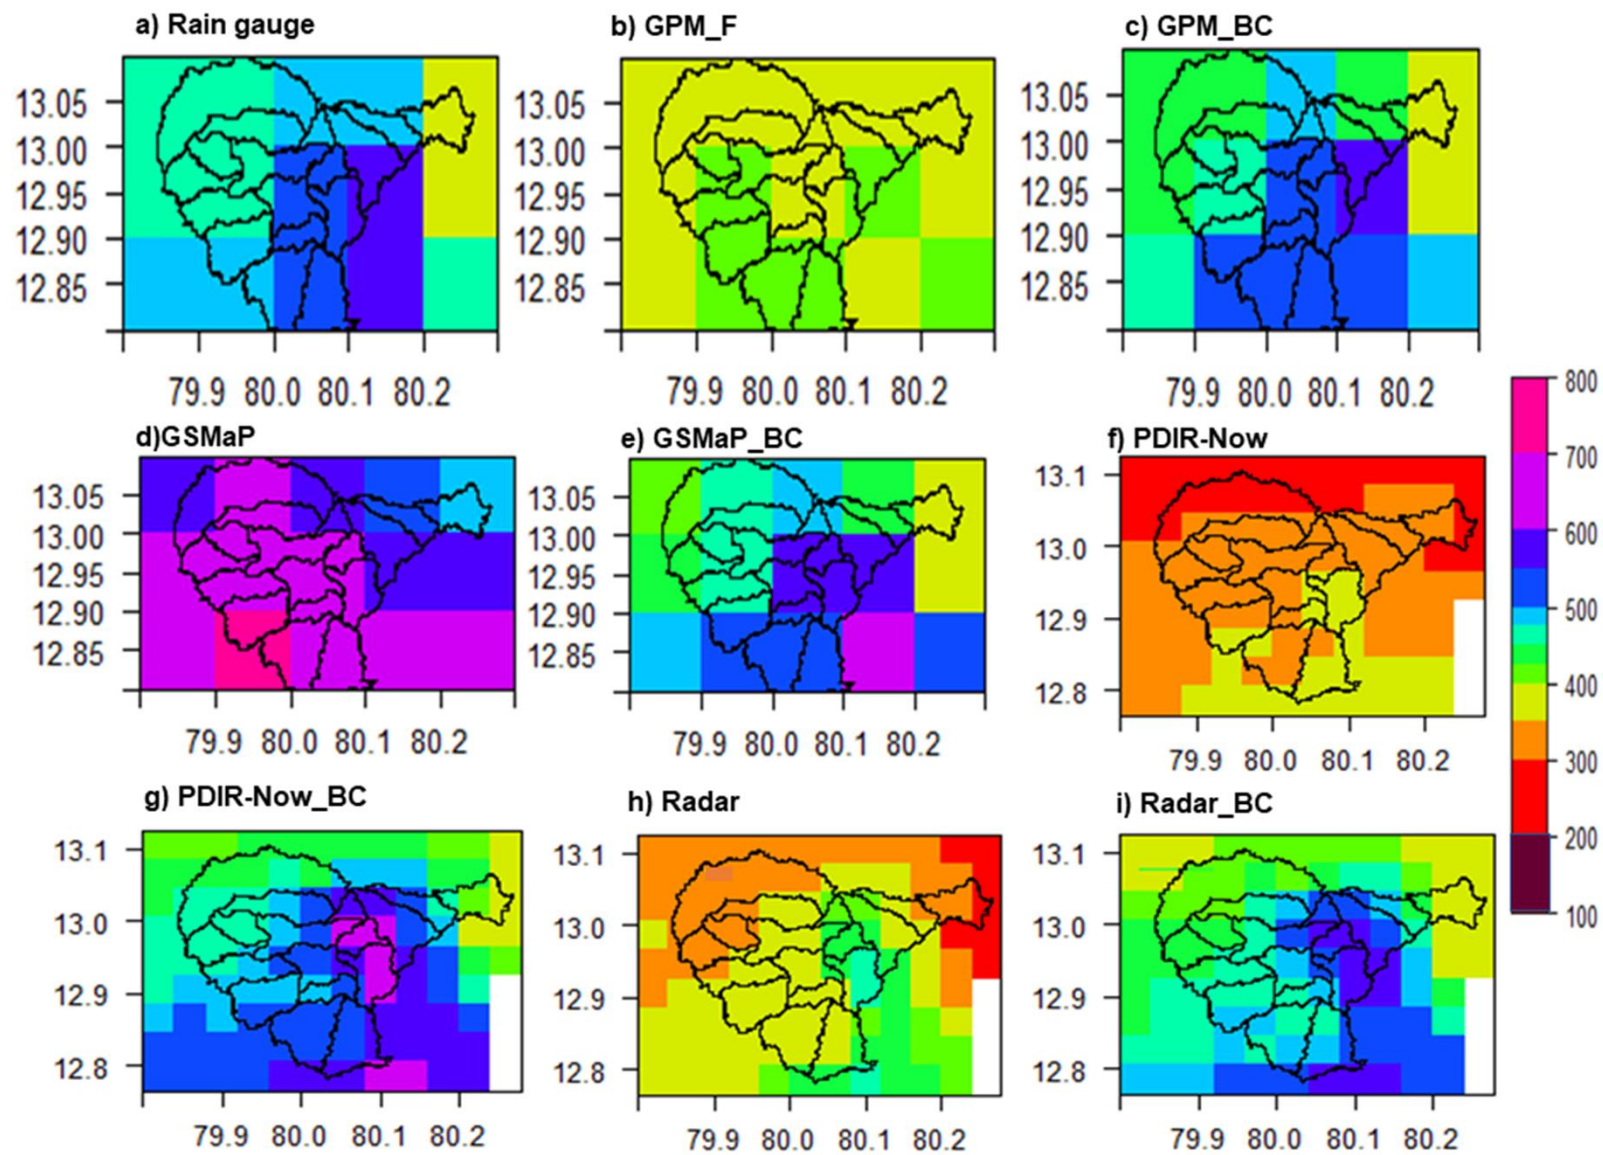 a) Rain gauge
b) GPM_F
c) GPM_BC
13.05
13.00
12.95
12.90
12.85
79.9 80.0 80.1 80.2
13.05
13.00
12.95
12.90
12.85
79.9 80.0 80.1 80.2
13.05
13.00
12.95
12.90
12.85
79.9 80.0 80.1 80.2
d)GSMaP
e) GSMaP_BC
f) PDIR-Now
13.05
13.00
12.95
12.90
12.85
79.9 80.0 80.1 80.2
13.05
13.00
12.95
12.90
12.85
79.9 80.0 80.1 80.2
13.1
13.0
12.9
12.8
79.9 80.0 80.1 80.2
800
700
600
500
400
300
200
100
g) PDIR-Now_BC
h) Radar
i) Radar_BC
13.1
13.0
12.9
12.8
79.9 80.0 80.1 80.2
13.1
13.0
12.9
12.8
79.9 80.0 80.1 80.2
13.1
13.0
12.9
12.8
79.9 80.0 80.1 80.2